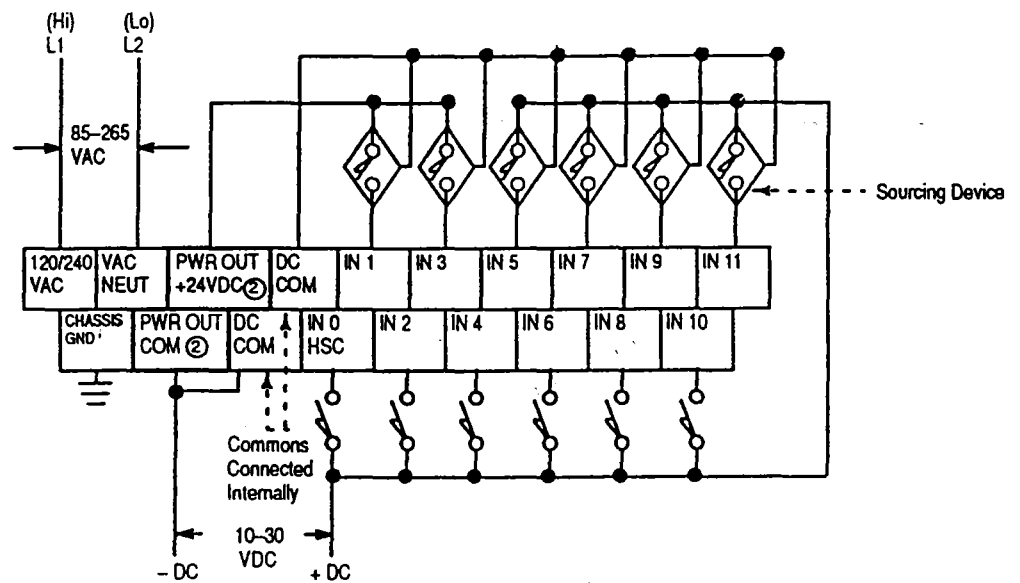 (Hi)
L1
(Lo)
L2
85–265
VAC
Sourcing Device
120/240
VAC
VAC
NEUT
PWR OUT
+24VDC②
DC
COM
IN 1
IN 3
IN 5
IN 7
IN 9
IN 11
CHASSIS
GND
PWR OUT
COM ②
DC
COM
IN 0
HSC
IN 2
IN 4
IN 6
IN 8
IN 10
Commons
Connected
Internally
10–30
VDC
– DC
+ DC